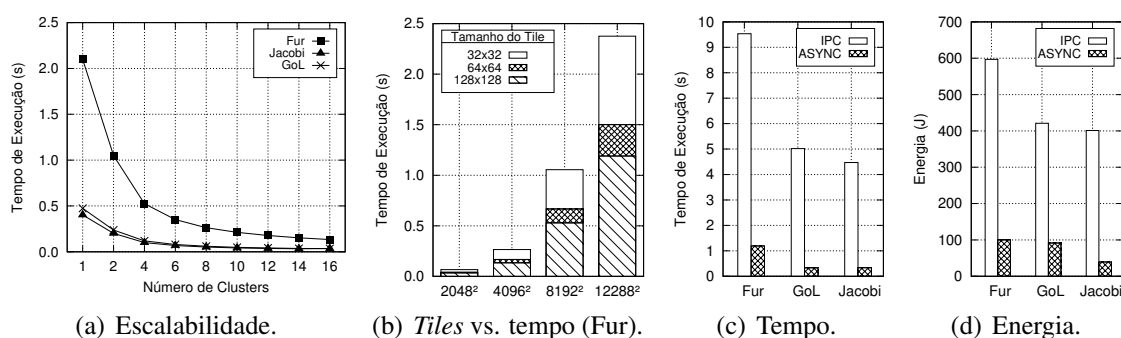 2.5
2.0
1.5
1.0
0.5
0.0
Tempo de Execução (s)
Fur
Jacobi
GoL
1 2 4 6 8 10 12 14 16
Número de Clusters
(a) Escalabilidade.
2.5
2.0
1.5
1.0
0.5
0.0
Tempo de Execução (s)
Tamanho do Tile
32x32
64x64
128x128
2048² 4096² 8192² 12288²
(b) Tiles vs. tempo (Fur).
10
9
8
7
6
5
4
3
2
1
0
Tempo de Execução (s)
IPC
ASYNC
Fur GoL Jacobi
(c) Tempo.
700
600
500
400
300
200
100
0
Energia (J)
IPC
ASYNC
Fur GoL Jacobi
(d) Energia.